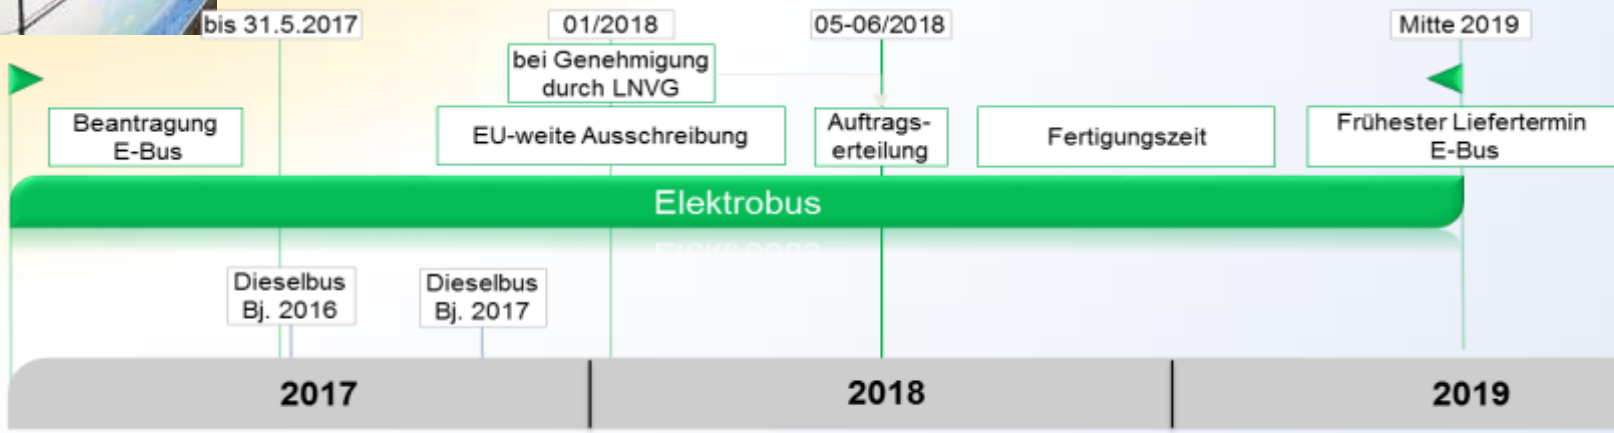 bis 31.5.2017
01/2018
05-06/2018
Mitte 2019
bei Genehmigung
durch LNVG
Beantragung
E-Bus
EU-weite Ausschreibung
Auftrags-
erteilung
Fertigungszeit
Frühester Liefertermin
E-Bus
Elektrobus
Dieselbus
Bj. 2016
Dieselbus
Bj. 2017
2017
2018
2019